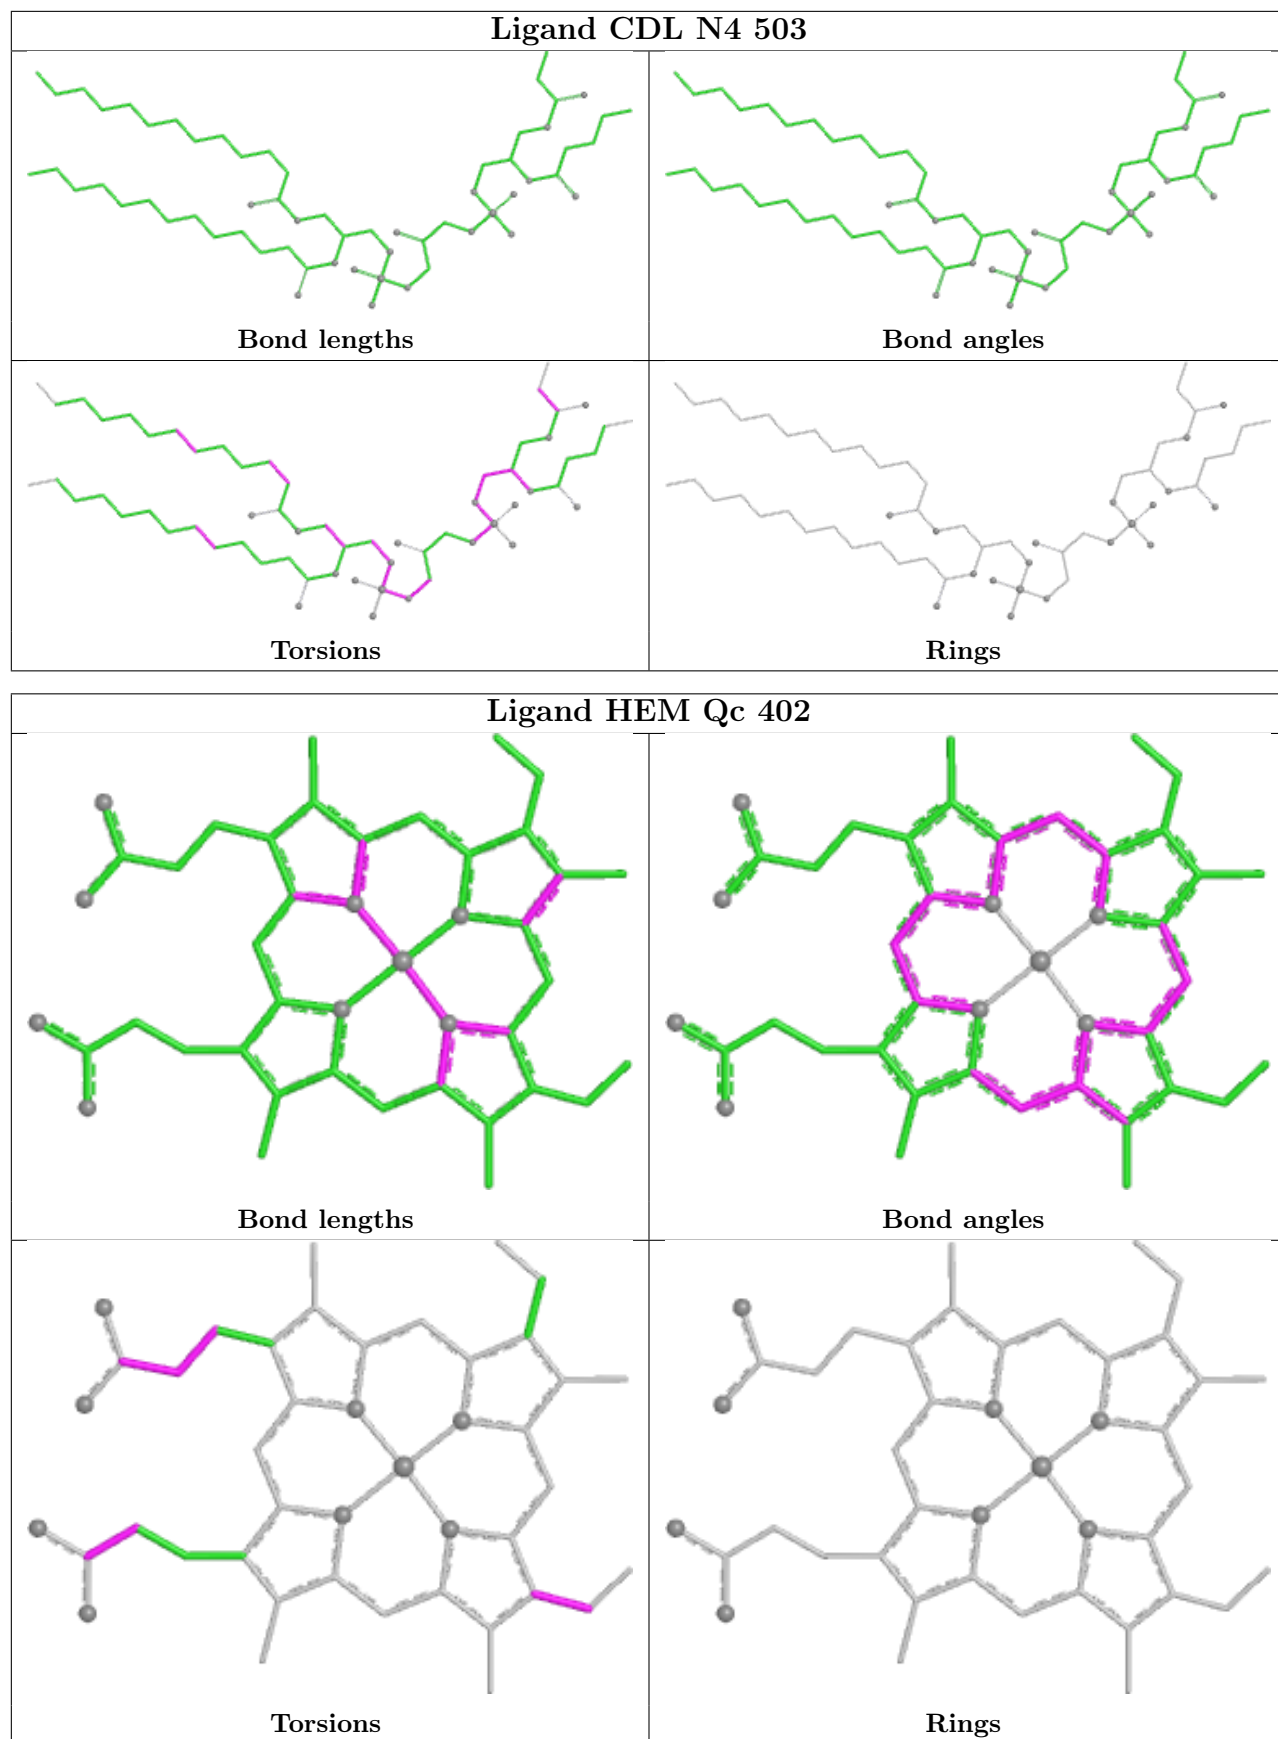 Ligand CDL N4 503
Bond lengths
Bond angles
Torsions
Rings
Ligand HEM Qc 402
Bond lengths
Bond angles
Torsions
Rings